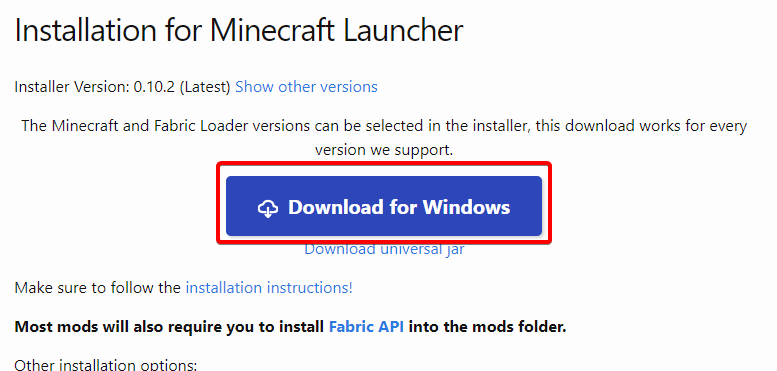 Installation for Minecraft Launcher
Installer Version: 0.10.2 (Latest) Show other versions
The Minecraft and Fabric Loader versions can be selected in the installer, this download works for every
version we support.
Download for Windows
Download universal jar
Make sure to follow the installation instructions!
Most mods will also require you to install Fabric API into the mods folder.
Other installation options: